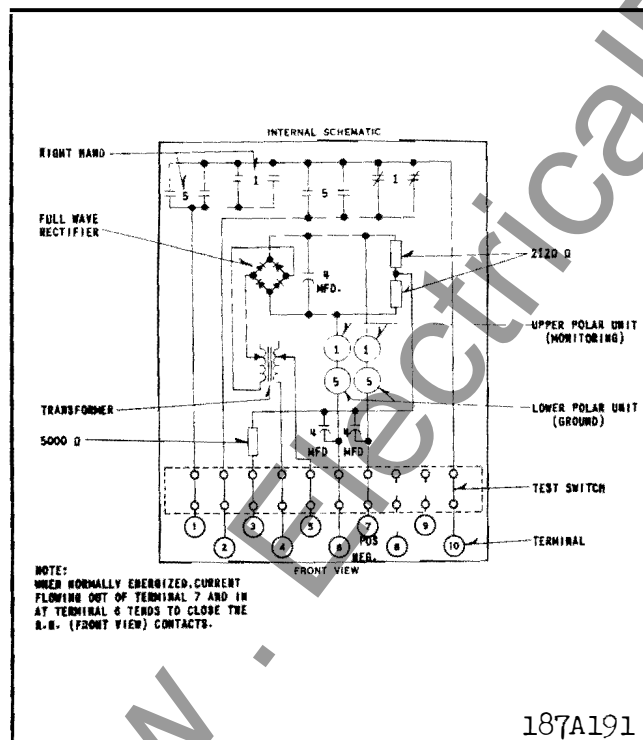 INTERNAL SCHEMATIC
RIGHT HAND
5
1
5
1
FULL WAVE
RECTIFIER
4
MFD.
2120 Ω
1
1
UPPER POLAR UNIT
(MONITORING)
5
5
TRANSFORMER
LOWER POLAR UNIT
(GROUND)
5000 Ω
4
MFD
4
MFD
TEST SWITCH
1
2
3
4
5
6
7
8
9
10
POS
NEG.
TERMINAL
FRONT VIEW
NOTE:
WHEN NORMALLY ENERGIZED, CURRENT
FLOWING OUT OF TERMINAL 7 AND IN
AT TERMINAL 6 TENDS TO CLOSE THE
R.H. (FRONT VIEW) CONTACTS.
187A191
w . Electrical